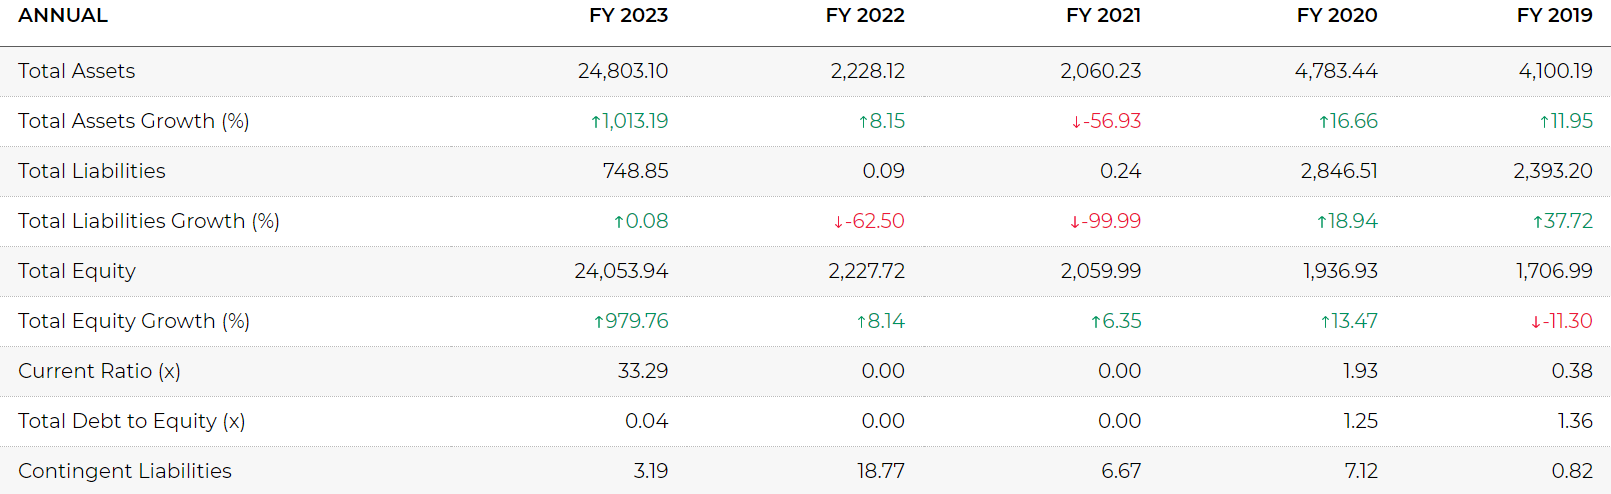 ANNUAL FY 2023 FY 2022 FY 2021 FY 2020 FY 2019
Total Assets 24,803.10 2,228.12 2,060.23 4,783.44 4,100.19
Total Assets Growth (%) ↑1,013.19 ↑8.15 ↓-56.93 ↑16.66 ↑11.95
Total Liabilities 748.85 0.09 0.24 2,846.51 2,393.20
Total Liabilities Growth (%) ↑0.08 ↓-62.50 ↓-99.99 ↑18.94 ↑37.72
Total Equity 24,053.94 2,227.72 2,059.99 1,936.93 1,706.99
Total Equity Growth (%) ↑979.76 ↑8.14 ↑6.35 ↑13.47 ↓-11.30
Current Ratio (x) 33.29 0.00 0.00 1.93 0.38
Total Debt to Equity (x) 0.04 0.00 0.00 1.25 1.36
Contingent Liabilities 3.19 18.77 6.67 7.12 0.82